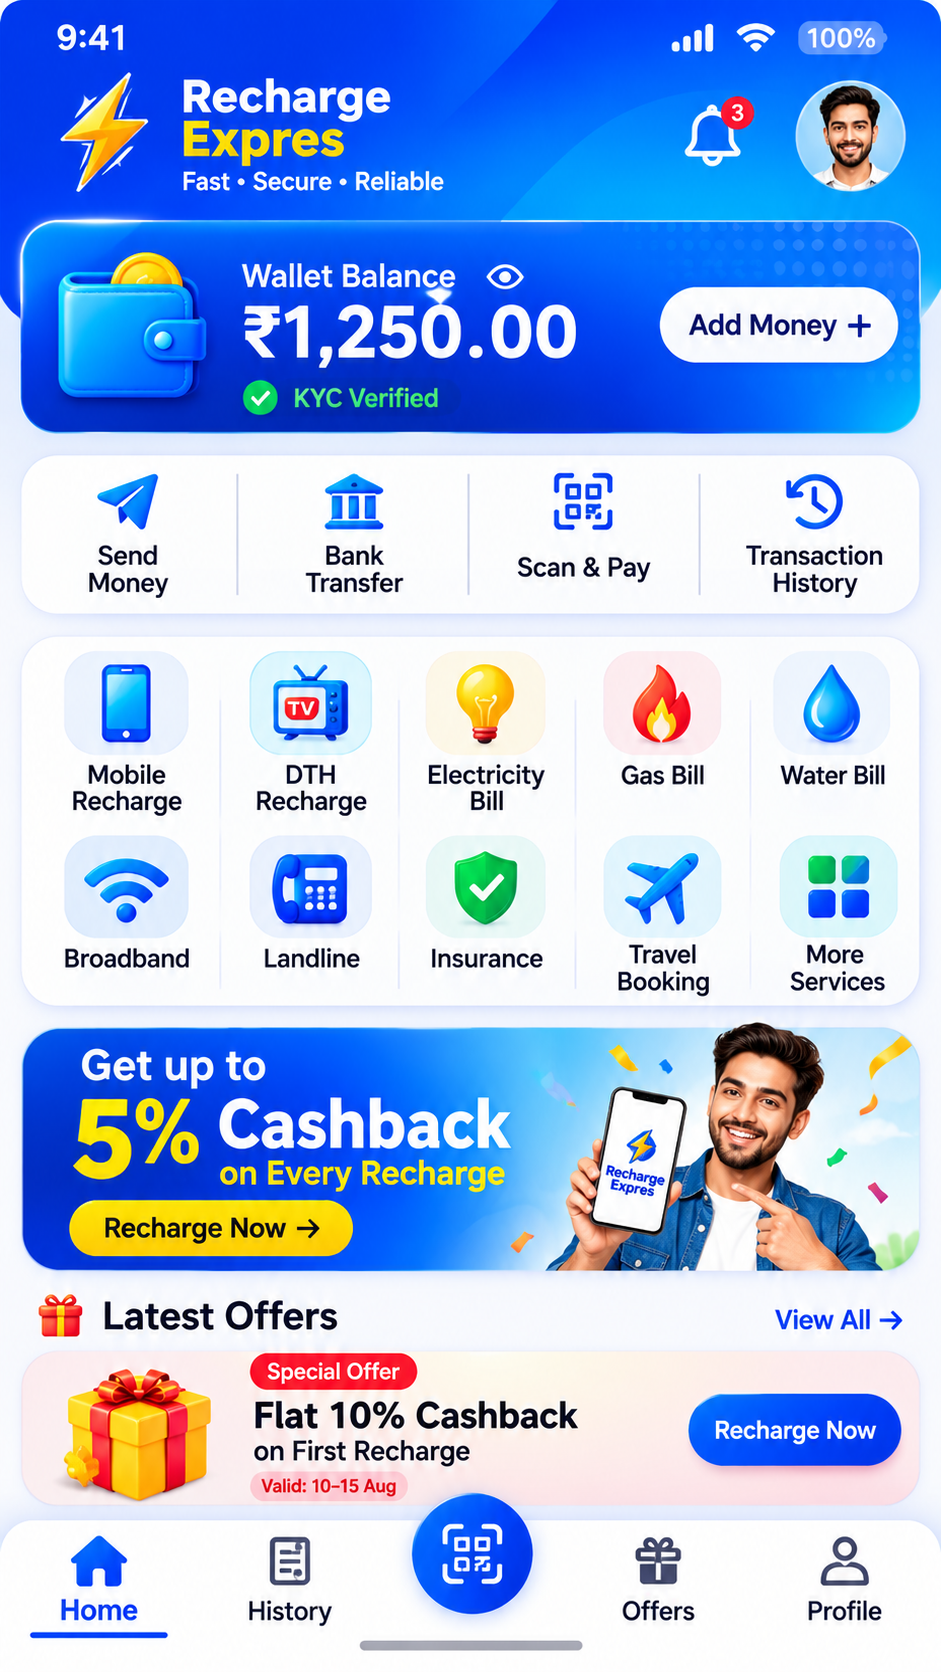 9:41
100%
Recharge
Expres
Fast • Secure • Reliable
3
Wallet Balance
₹1,250.00
Add Money +
KYC Verified
Send
Money
Bank
Transfer
Scan & Pay
Transaction
History
TV
Mobile
Recharge
DTH
Recharge
Electricity
Bill
Gas Bill
Water Bill
Broadband
Landline
Insurance
Travel
Booking
More
Services
Get up to
5% Cashback
on Every Recharge
Recharge Now →
Recharge
Expres
Latest Offers
View All →
Special Offer
Flat 10% Cashback
on First Recharge
Valid: 10–15 Aug
Recharge Now
Home
History
Offers
Profile